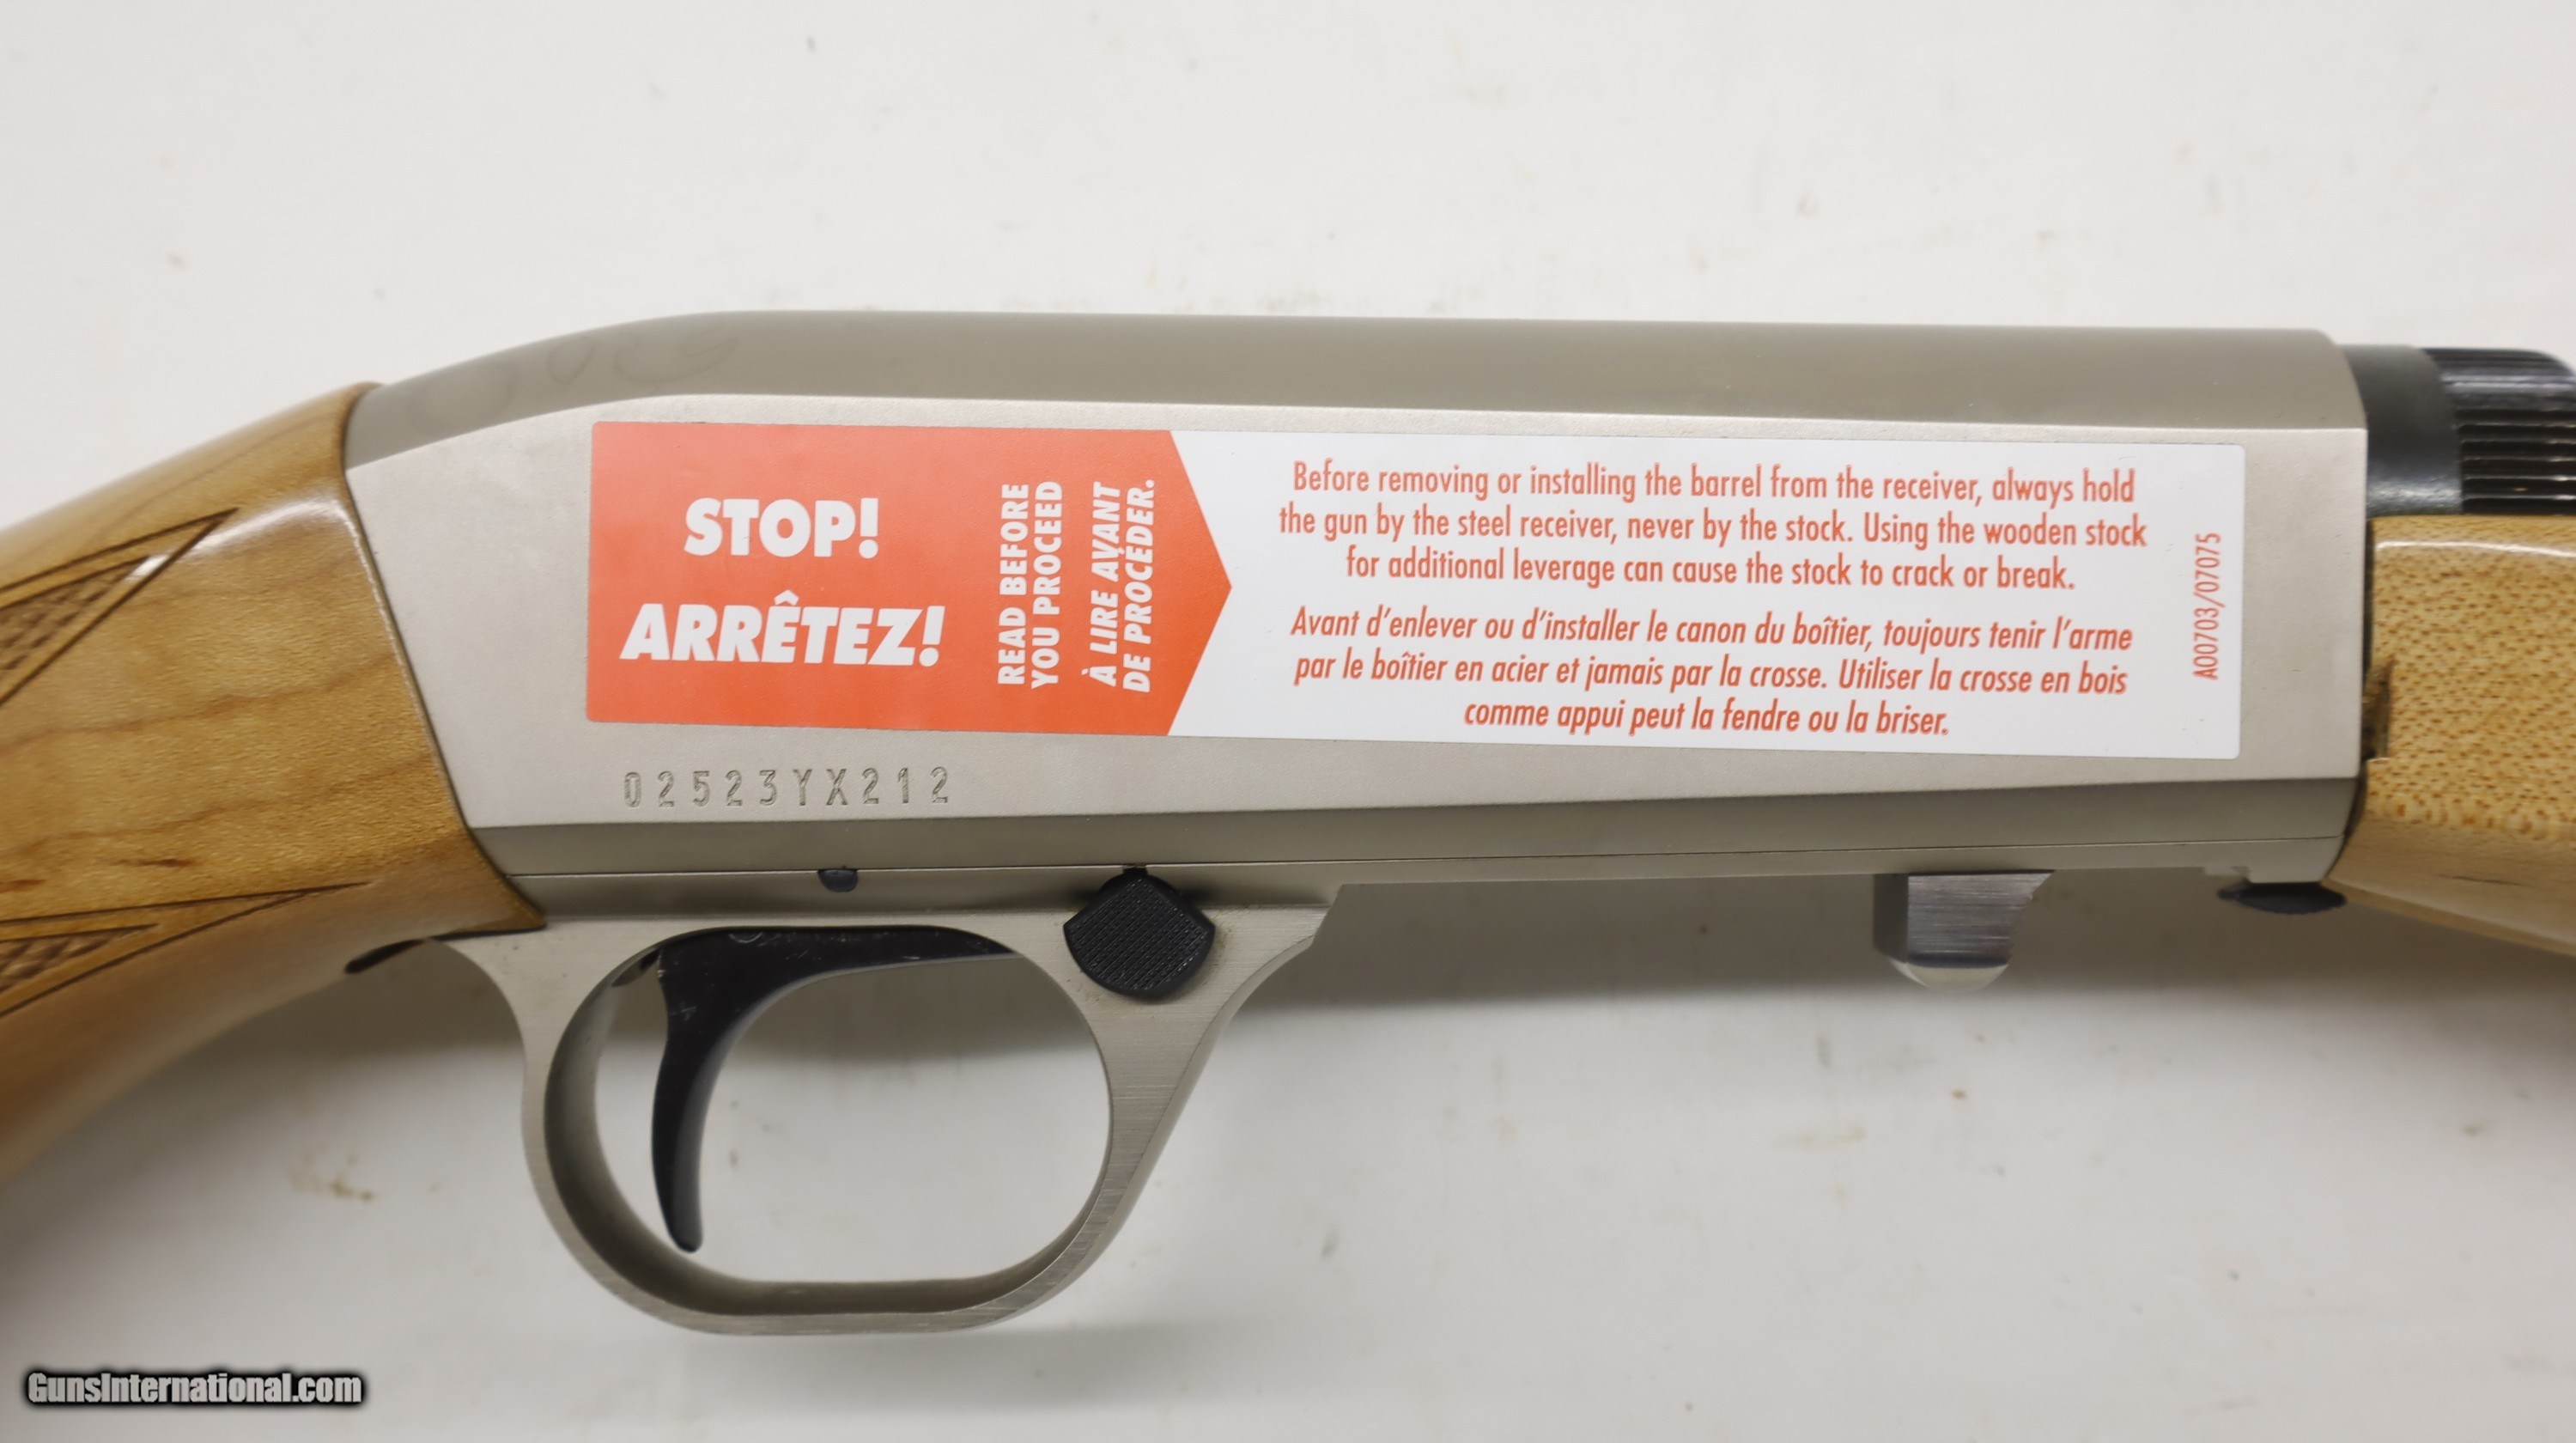 STOP!
ARRÊTEZ!
READ BEFORE
YOU PROCEED
À LIRE AVANT
DE PROCÉDER.
Before removing or installing the barrel from the receiver, always hold
the gun by the steel receiver, never by the stock. Using the wooden stock
for additional leverage can cause the stock to crack or break.
Avant d'enlever ou d'installer le canon du boîtier, toujours tenir l'arme
par le boîtier en acier et jamais par la crosse. Utiliser la crosse en bois
comme appui peut la fendre ou la briser.
A00703/07075
02523YX212
GunsInternational.com